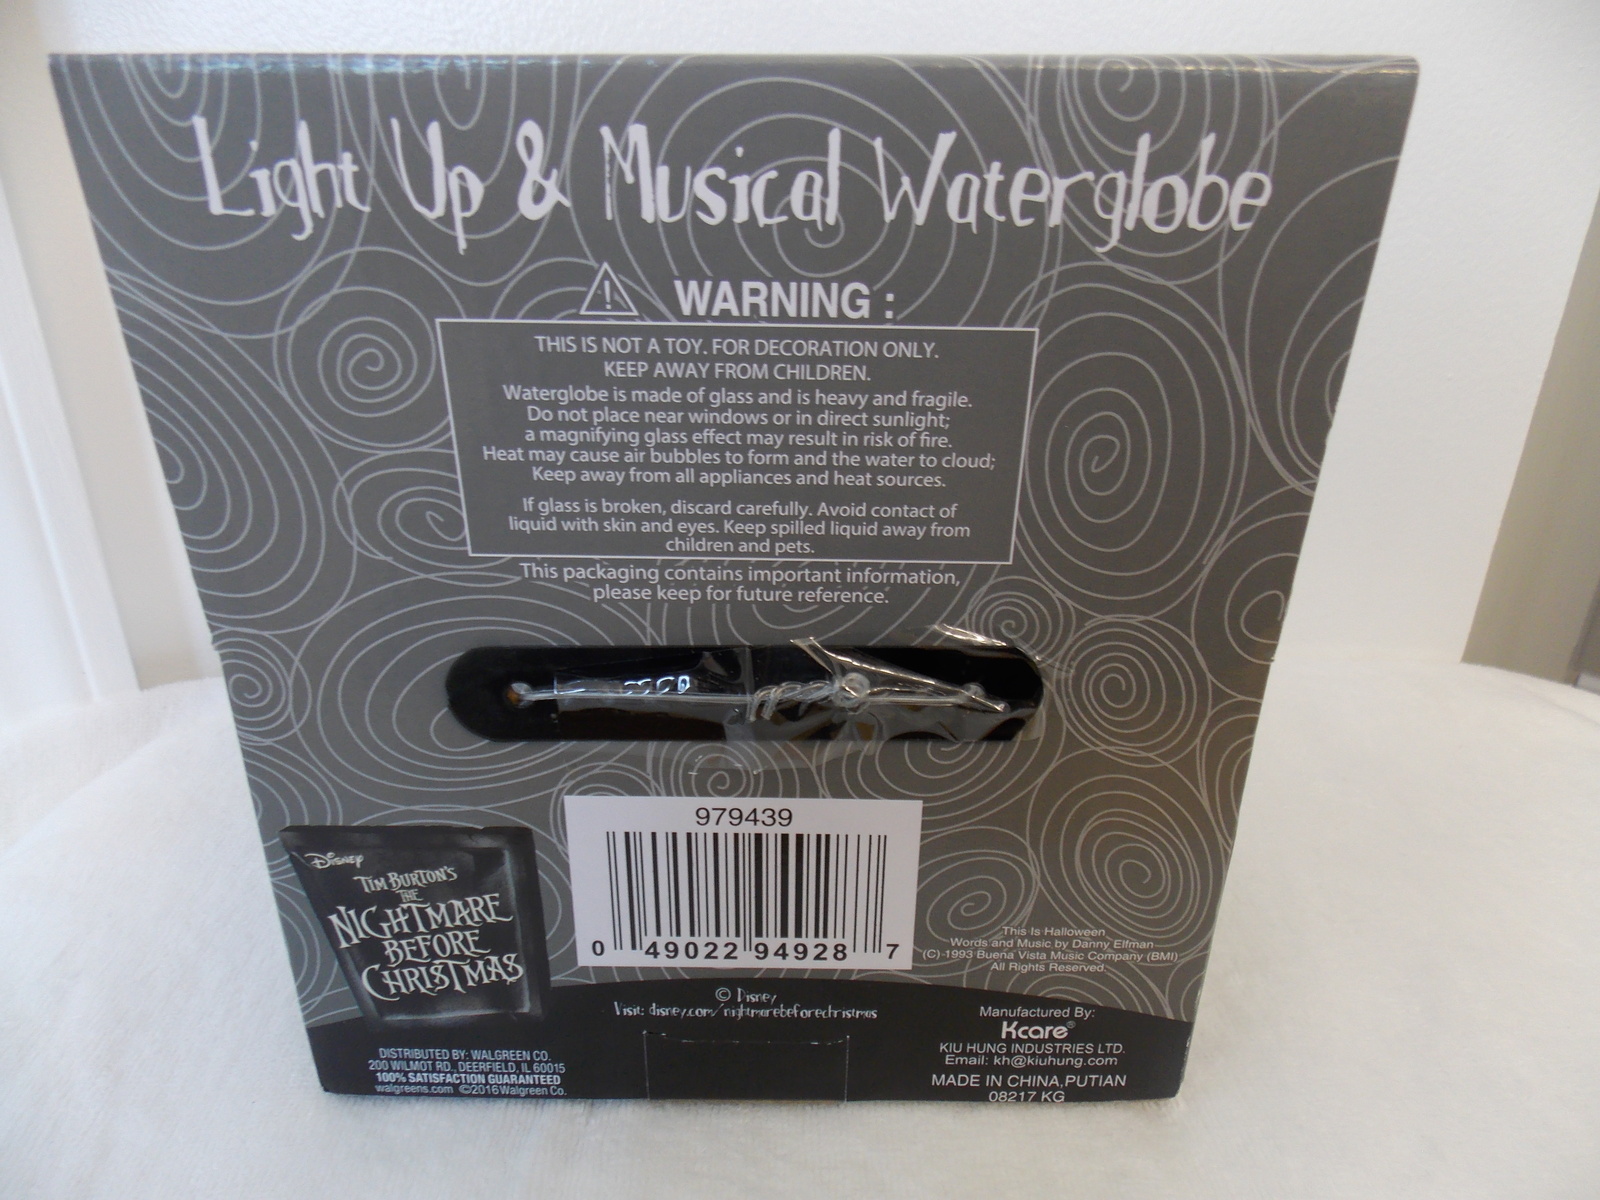 Light Up & Musical Waterglobe
WARNING :
THIS IS NOT A TOY. FOR DECORATION ONLY.
KEEP AWAY FROM CHILDREN.
Waterglobe is made of glass and is heavy and fragile.
Do not place near windows or in direct sunlight;
a magnifying glass effect may result in risk of fire.
Heat may cause air bubbles to form and the water to cloud;
Keep away from all appliances and heat sources.
If glass is broken, discard carefully. Avoid contact of
liquid with skin and eyes. Keep spilled liquid away from
children and pets.
This packaging contains important information,
please keep for future reference.
979439
0 49022 94928 7
Disney
TIM BURTON'S
THE
NIGHTMARE
BEFORE
CHRISTMAS
This Is Halloween
Words and Music by Danny Elfman
(C) 1993 Buena Vista Music Company (BMI)
All Rights Reserved.
© Disney
Visit: disney.com/nightmarebeforechristmas
DISTRIBUTED BY: WALGREEN CO.
200 WILMOT RD., DEERFIELD, IL 60015
100% SATISFACTION GUARANTEED
walgreens.com ©2016 Walgreen Co.
Manufactured By:
Kcare®
KIU HUNG INDUSTRIES LTD.
Email: kh@kiuhung.com
MADE IN CHINA,PUTIAN
08217 KG